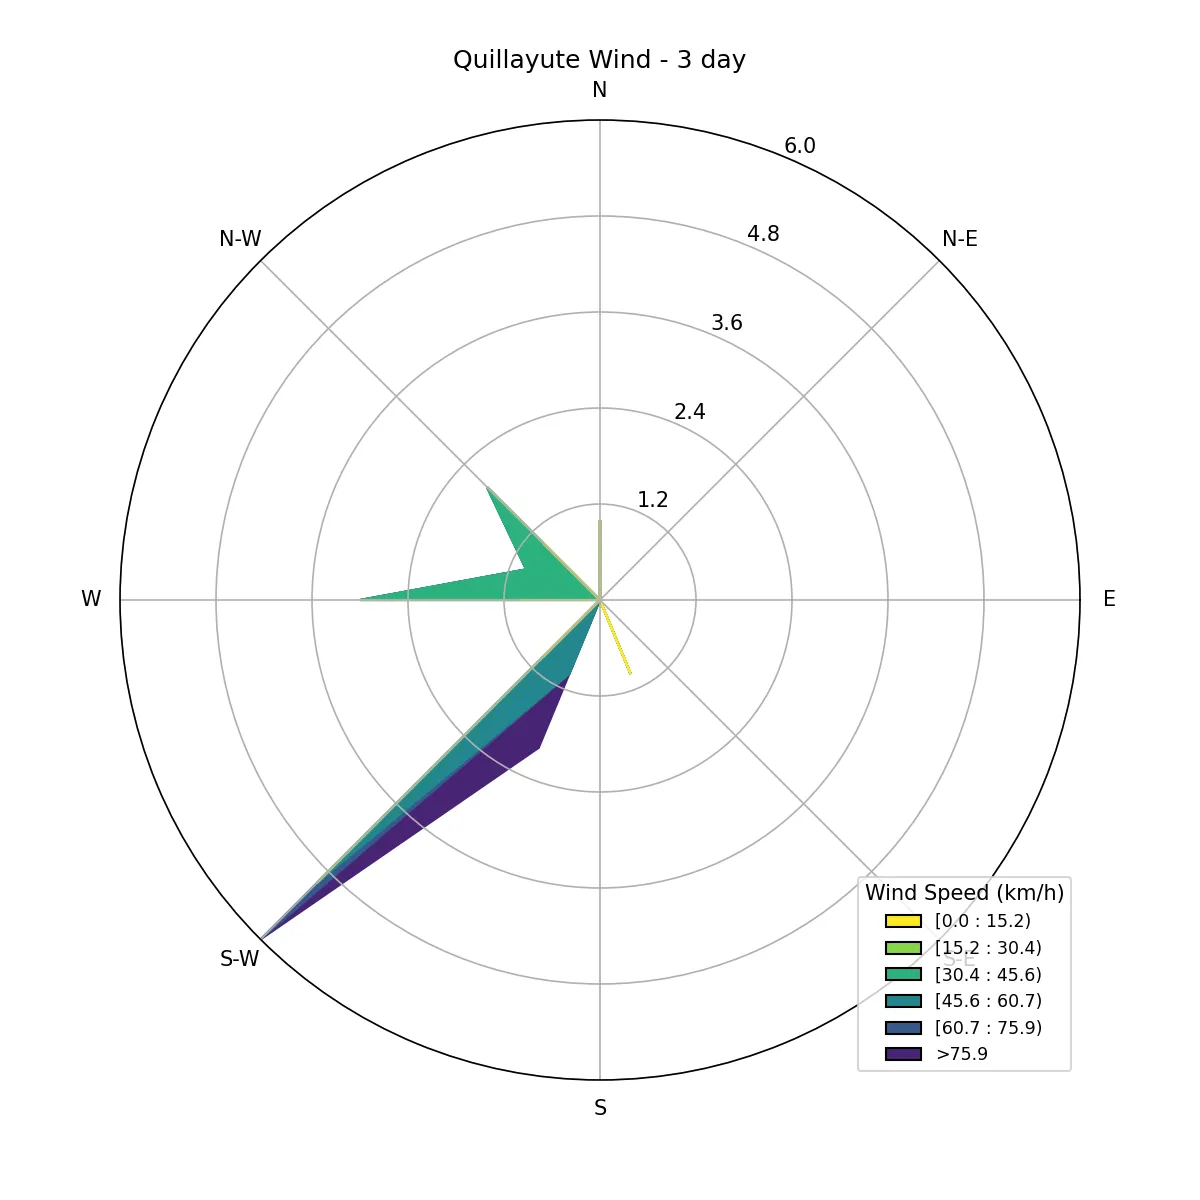 Quillayute Wind - 3 day
N
6.0
N-W
4.8
N-E
3.6
2.4
1.2
W
E
S-W
S-E
Wind Speed (km/h)
[0.0 : 15.2)
[15.2 : 30.4)
[30.4 : 45.6)
[45.6 : 60.7)
[60.7 : 75.9)
>75.9
S